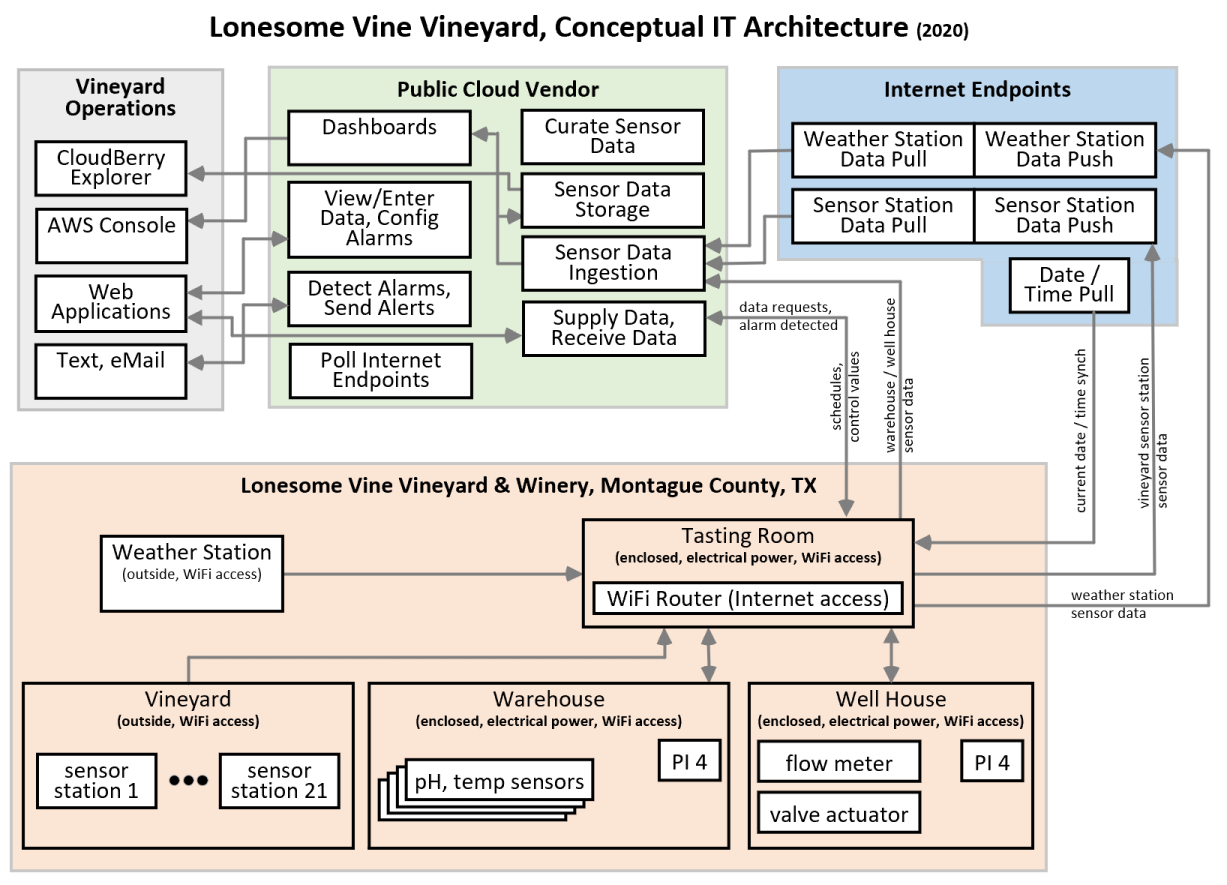 Lonesome Vine Vineyard, Conceptual IT Architecture (2020)
Vineyard
Operations
CloudBerry
Explorer
AWS Console
Web
Applications
Text, eMail
Public Cloud Vendor
Dashboards
View/Enter
Data, Config
Alarms
Detect Alarms,
Send Alerts
Poll Internet
Endpoints
Curate Sensor
Data
Sensor Data
Storage
Sensor Data
Ingestion
Supply Data,
Receive Data
Internet Endpoints
Weather Station
Data Pull
Weather Station
Data Push
Sensor Station
Data Pull
Sensor Station
Data Push
Date /
Time Pull
data requests,
alarm detected
schedules,
control values
warehouse / well house
sensor data
current date / time synch
vineyard sensor station
sensor data
weather station
sensor data
Lonesome Vine Vineyard & Winery, Montague County, TX
Weather Station
(outside, WiFi access)
Tasting Room
(enclosed, electrical power, WiFi access)
WiFi Router (Internet access)
Vineyard
(outside, WiFi access)
sensor
station 1
sensor
station 21
Warehouse
(enclosed, electrical power, WiFi access)
PI 4
pH, temp sensors
Well House
(enclosed, electrical power, WiFi access)
flow meter
PI 4
valve actuator